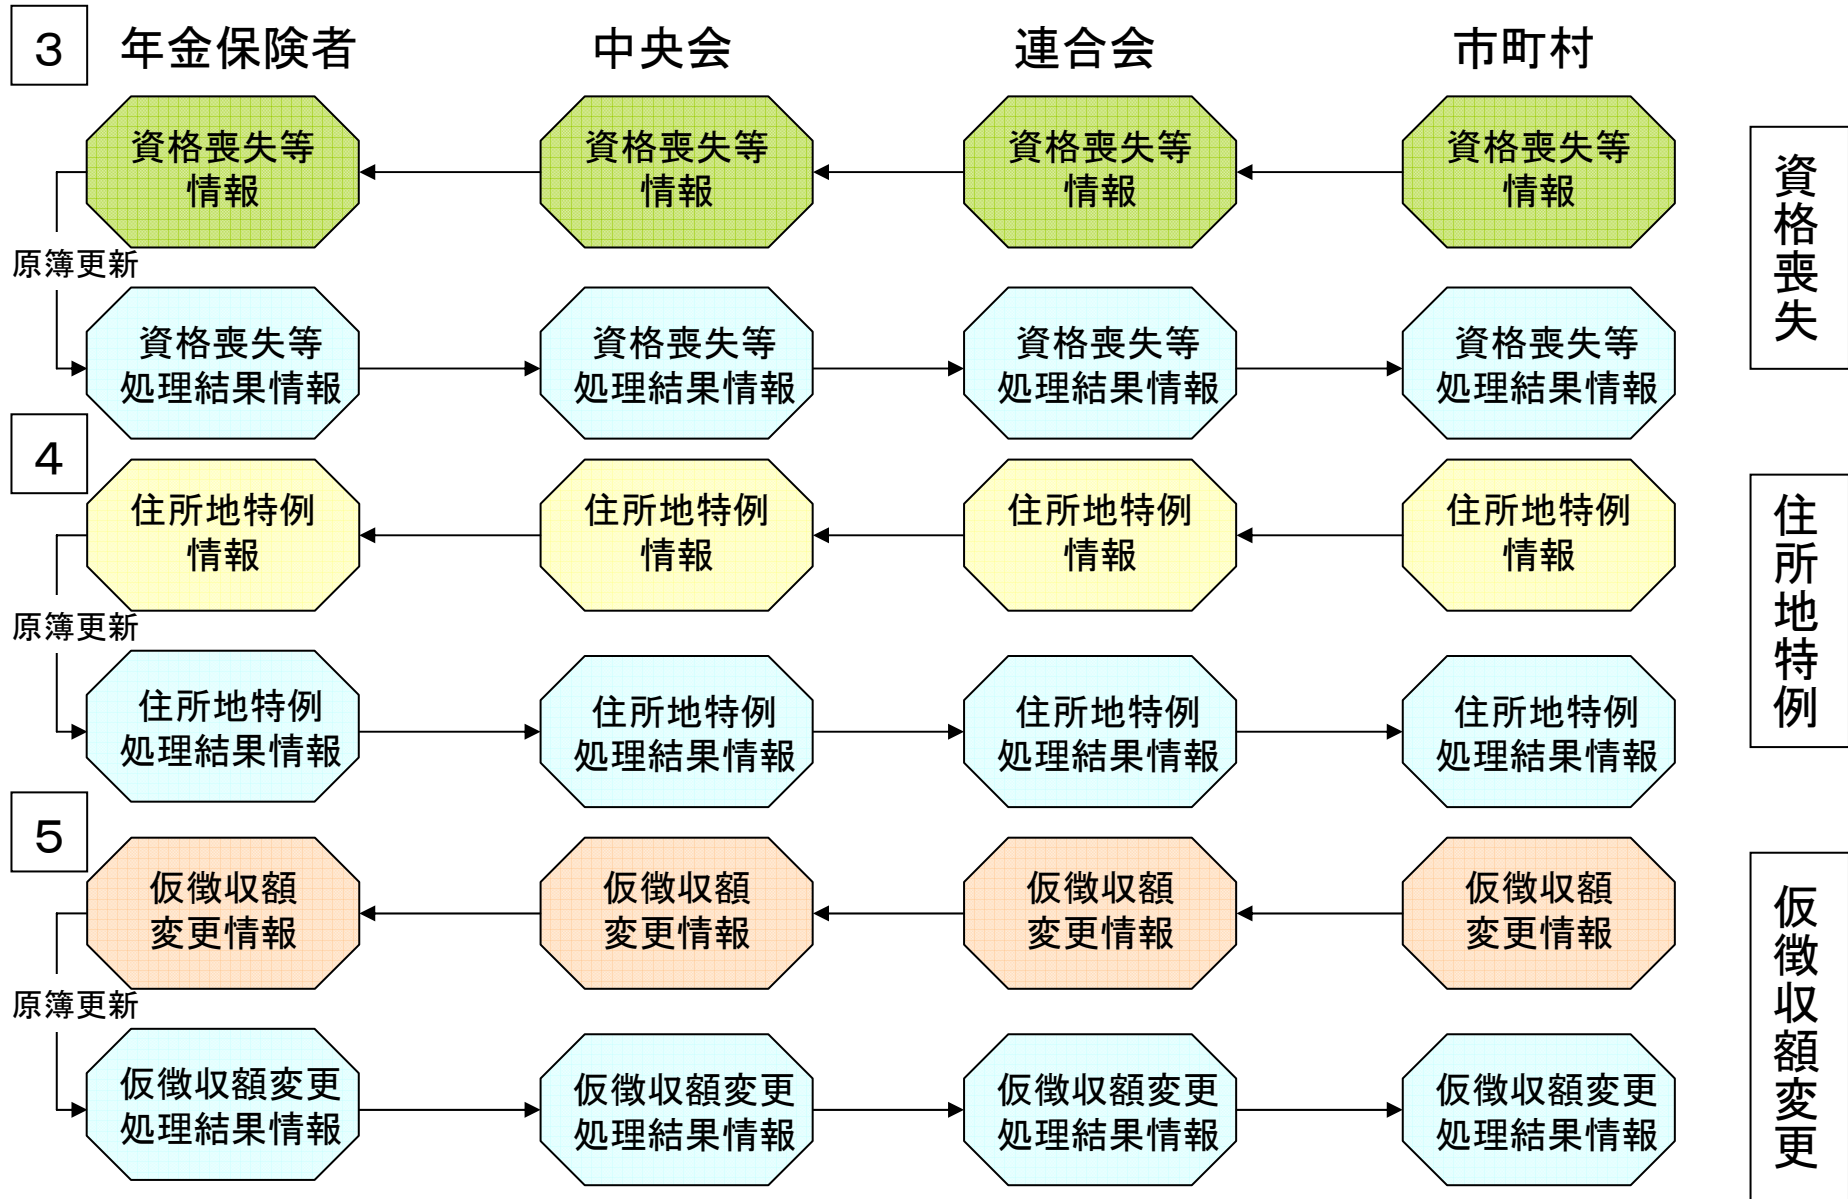 ３
年金保険者
中央会
連合会
市町村
資格喪失等
情報
資格喪失等
情報
資格喪失等
情報
資格喪失等
情報
資格喪失
原簿更新
資格喪失等
処理結果情報
資格喪失等
処理結果情報
資格喪失等
処理結果情報
資格喪失等
処理結果情報
４
住所地特例
情報
住所地特例
情報
住所地特例
情報
住所地特例
情報
住所地特例
原簿更新
住所地特例
処理結果情報
住所地特例
処理結果情報
住所地特例
処理結果情報
住所地特例
処理結果情報
５
仮徴収額
変更情報
仮徴収額
変更情報
仮徴収額
変更情報
仮徴収額
変更情報
仮徴収額変更
原簿更新
仮徴収額変更
処理結果情報
仮徴収額変更
処理結果情報
仮徴収額変更
処理結果情報
仮徴収額変更
処理結果情報